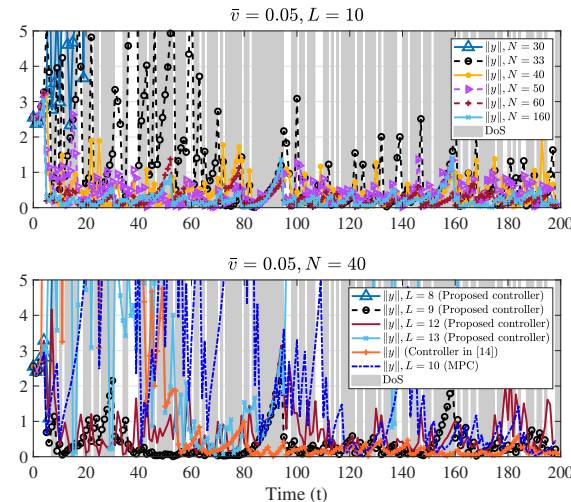 v̄ = 0.05, L = 10
5
4
3
2
1
0
‖y‖, N = 30
‖y‖, N = 33
‖y‖, N = 40
‖y‖, N = 50
‖y‖, N = 60
‖y‖, N = 160
DoS
0 20 40 60 80 100 120 140 160 180 200
v̄ = 0.05, N = 40
5
4
3
2
1
0
‖y‖, L = 8 (Proposed controller)
‖y‖, L = 9 (Proposed controller)
‖y‖, L = 12 (Proposed controller)
‖y‖, L = 13 (Proposed controller)
‖y‖ (Controller in [14])
‖y‖, L = 10 (MPC)
DoS
0 20 40 60 80 100 120 140 160 180 200
Time (t)